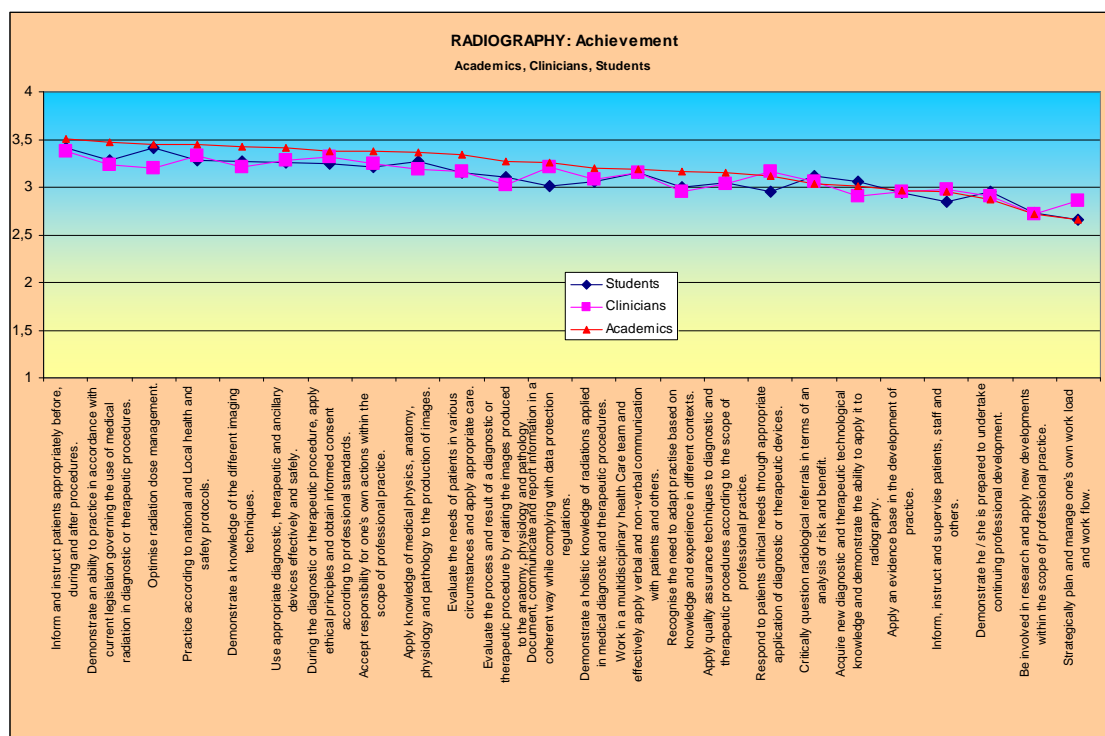 RADIOGRAPHY: Achievement
Academics, Clinicians, Students
4
3,5
3
2,5
2
1,5
1
Students
Clinicians
Academics
Inform and instruct patients appropriately before,
during and after procedures.
Demonstrate an ability to practice in accordance with
current legislation governing the use of medical
radiation in diagnostic or therapeutic procedures.
Optimise radiation dose management.
Practice according to national and Local health and
safety protocols.
Demonstrate a knowledge of the different imaging
techniques.
Use appropriate diagnostic, therapeutic and ancillary
devices effectively and safely.
During the diagnostic or therapeutic procedure, apply
ethical principles and obtain informed consent
according to professional standards.
Accept responsibility for one's own actions within the
scope of professional practice.
Apply knowledge of medical physics, anatomy,
physiology and pathology to the production of images.
Evaluate the needs of patients in various
circumstances and apply appropriate care.
Evaluate the process and result of a diagnostic or
therapeutic procedure by relating the images produced
to the anatomy, physiology and pathology.
Document, communicate and report information in a
coherent way while complying with data protection
regulations.
Demonstrate a holistic knowledge of radiations applied
in medical diagnostic and therapeutic procedures.
Work in a multidisciplinary health Care team and
effectively apply verbal and non-verbal communication
with patients and others.
Recognise the need to adapt practise based on
knowledge and experience in different contexts.
Apply quality assurance techniques to diagnostic and
therapeutic procedures according to the scope of
professional practice.
Respond to patients clinical needs through appropriate
application of diagnostic or therapeutic devices.
Critically question radiological referrals in terms of an
analysis of risk and benefit.
Acquire new diagnostic and therapeutic technological
knowledge and demonstrate the ability to apply it to
radiography.
Apply an evidence base in the development of
practice.
Inform, instruct and supervise patients, staff and
others.
Demonstrate he / she is prepared to undertake
continuing professional development.
Be involved in research and apply new developments
within the scope of professional practice.
Strategically plan and manage one's own work load
and work flow.